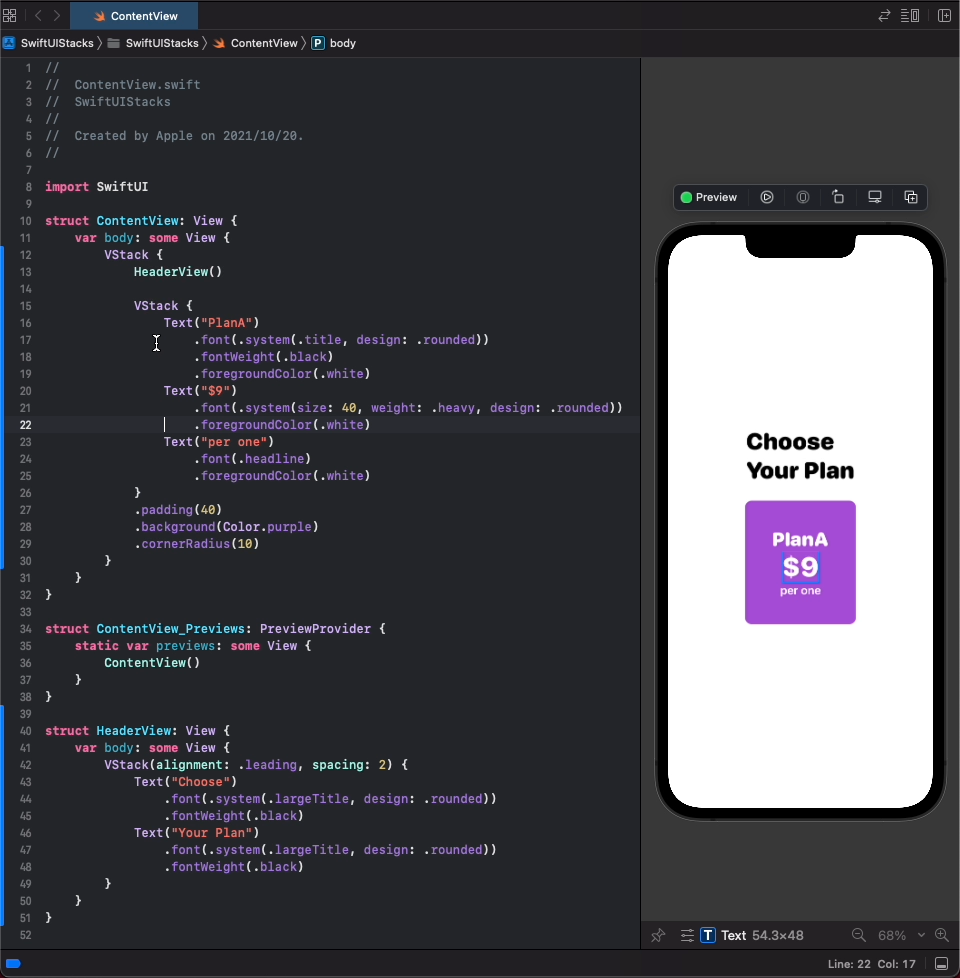 ContentView
SwiftUIStacks 〉 SwiftUIStacks 〉 ContentView 〉 P body
1 //
2 //  ContentView.swift
3 //  SwiftUIStacks
4 //
5 //  Created by Apple on 2021/10/20.
6 //
7
8 import SwiftUI
9
10 struct ContentView: View {
11     var body: some View {
12         VStack {
13             HeaderView()
14
15             VStack {
16                 Text("PlanA")
17                     .font(.system(.title, design: .rounded))
18                     .fontWeight(.black)
19                     .foregroundColor(.white)
20                 Text("$9")
21                     .font(.system(size: 40, weight: .heavy, design: .rounded))
22                     .foregroundColor(.white)
23                 Text("per one")
24                     .font(.headline)
25                     .foregroundColor(.white)
26             }
27             .padding(40)
28             .background(Color.purple)
29             .cornerRadius(10)
30         }
31     }
32 }
33
34 struct ContentView_Previews: PreviewProvider {
35     static var previews: some View {
36         ContentView()
37     }
38 }
39
40 struct HeaderView: View {
41     var body: some View {
42         VStack(alignment: .leading, spacing: 2) {
43             Text("Choose")
44                 .font(.system(.largeTitle, design: .rounded))
45                 .fontWeight(.black)
46             Text("Your Plan")
47                 .font(.system(.largeTitle, design: .rounded))
48                 .fontWeight(.black)
49         }
50     }
51 }
52
Preview
Choose
Your Plan
PlanA
$9
per one
T Text 54.3×48 68%
Line: 22 Col: 17